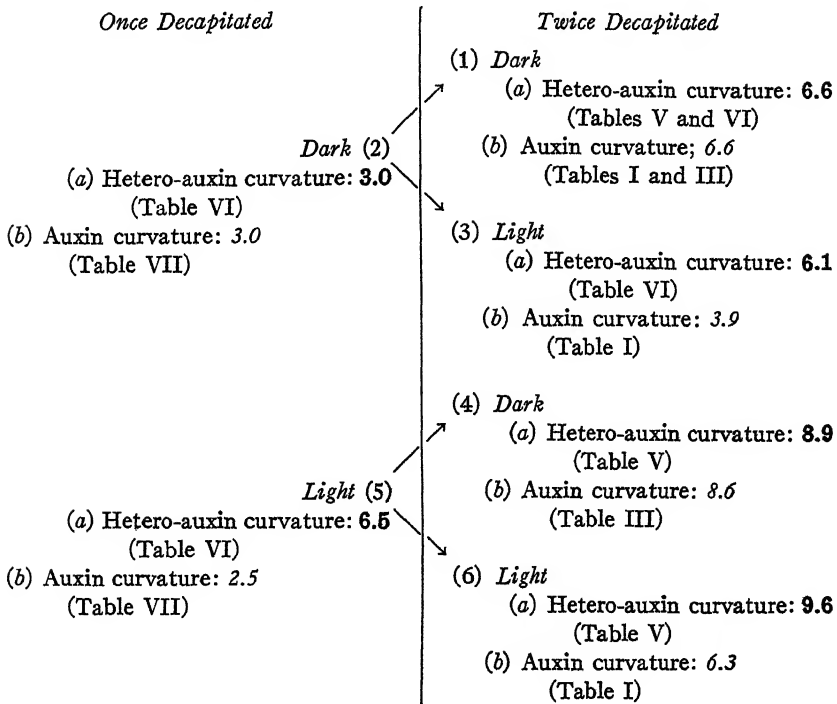 Once Decapitated
Dark (2)
(a) Hetero-auxin curvature: 3.0
(Table VI)
(b) Auxin curvature: 3.0
(Table VII)
Light (5)
(a) Hetero-auxin curvature: 6.5
(Table VI)
(b) Auxin curvature: 2.5
(Table VII)
Twice Decapitated
(1) Dark
(a) Hetero-auxin curvature: 6.6
(Tables V and VI)
(b) Auxin curvature; 6.6
(Tables I and III)
(3) Light
(a) Hetero-auxin curvature: 6.1
(Table VI)
(b) Auxin curvature: 3.9
(Table I)
(4) Dark
(a) Hetero-auxin curvature: 8.9
(Table V)
(b) Auxin curvature: 8.6
(Table III)
(6) Light
(a) Hetero-auxin curvature: 9.6
(Table V)
(b) Auxin curvature: 6.3
(Table I)